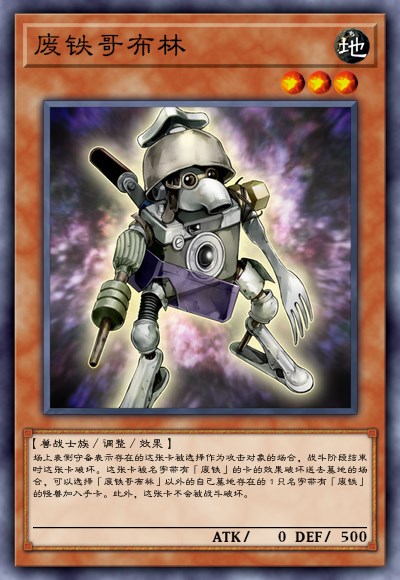 废铁哥布林
地
【兽战士族／调整／效果】
场上表侧守备表示存在的这张卡被选择作为攻击对象的场合，战斗阶段结束
时这张卡破坏。这张卡被名字带有「废铁」的卡的效果破坏送去墓地的场
合，可以选择「废铁哥布林」以外的自己墓地存在的1只名字带有「废铁」
的怪兽加入手卡。此外，这张卡不会被战斗破坏。
ATK/ 0 DEF/ 500